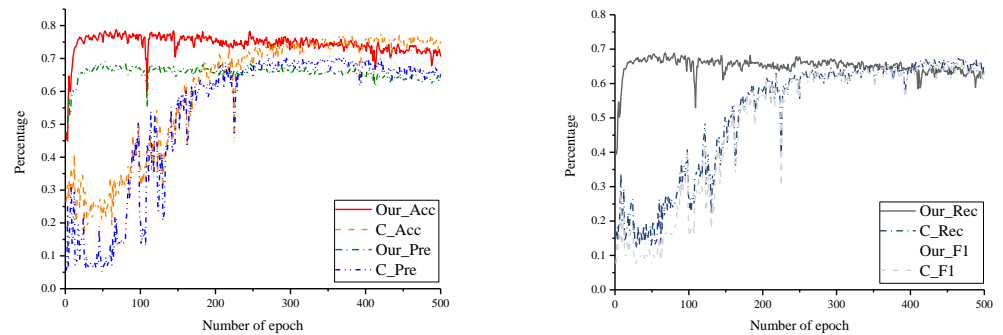 0.8
0.7
0.6
0.5
0.4
0.3
0.2
0.1
0.0
Percentage
0 100 200 300 400 500
Number of epoch
Our_Acc
C_Acc
Our_Pre
C_Pre
0.8
0.7
0.6
0.5
0.4
0.3
0.2
0.1
0.0
Percentage
0 100 200 300 400 500
Number of epoch
Our_Rec
C_Rec
Our_F1
C_F1